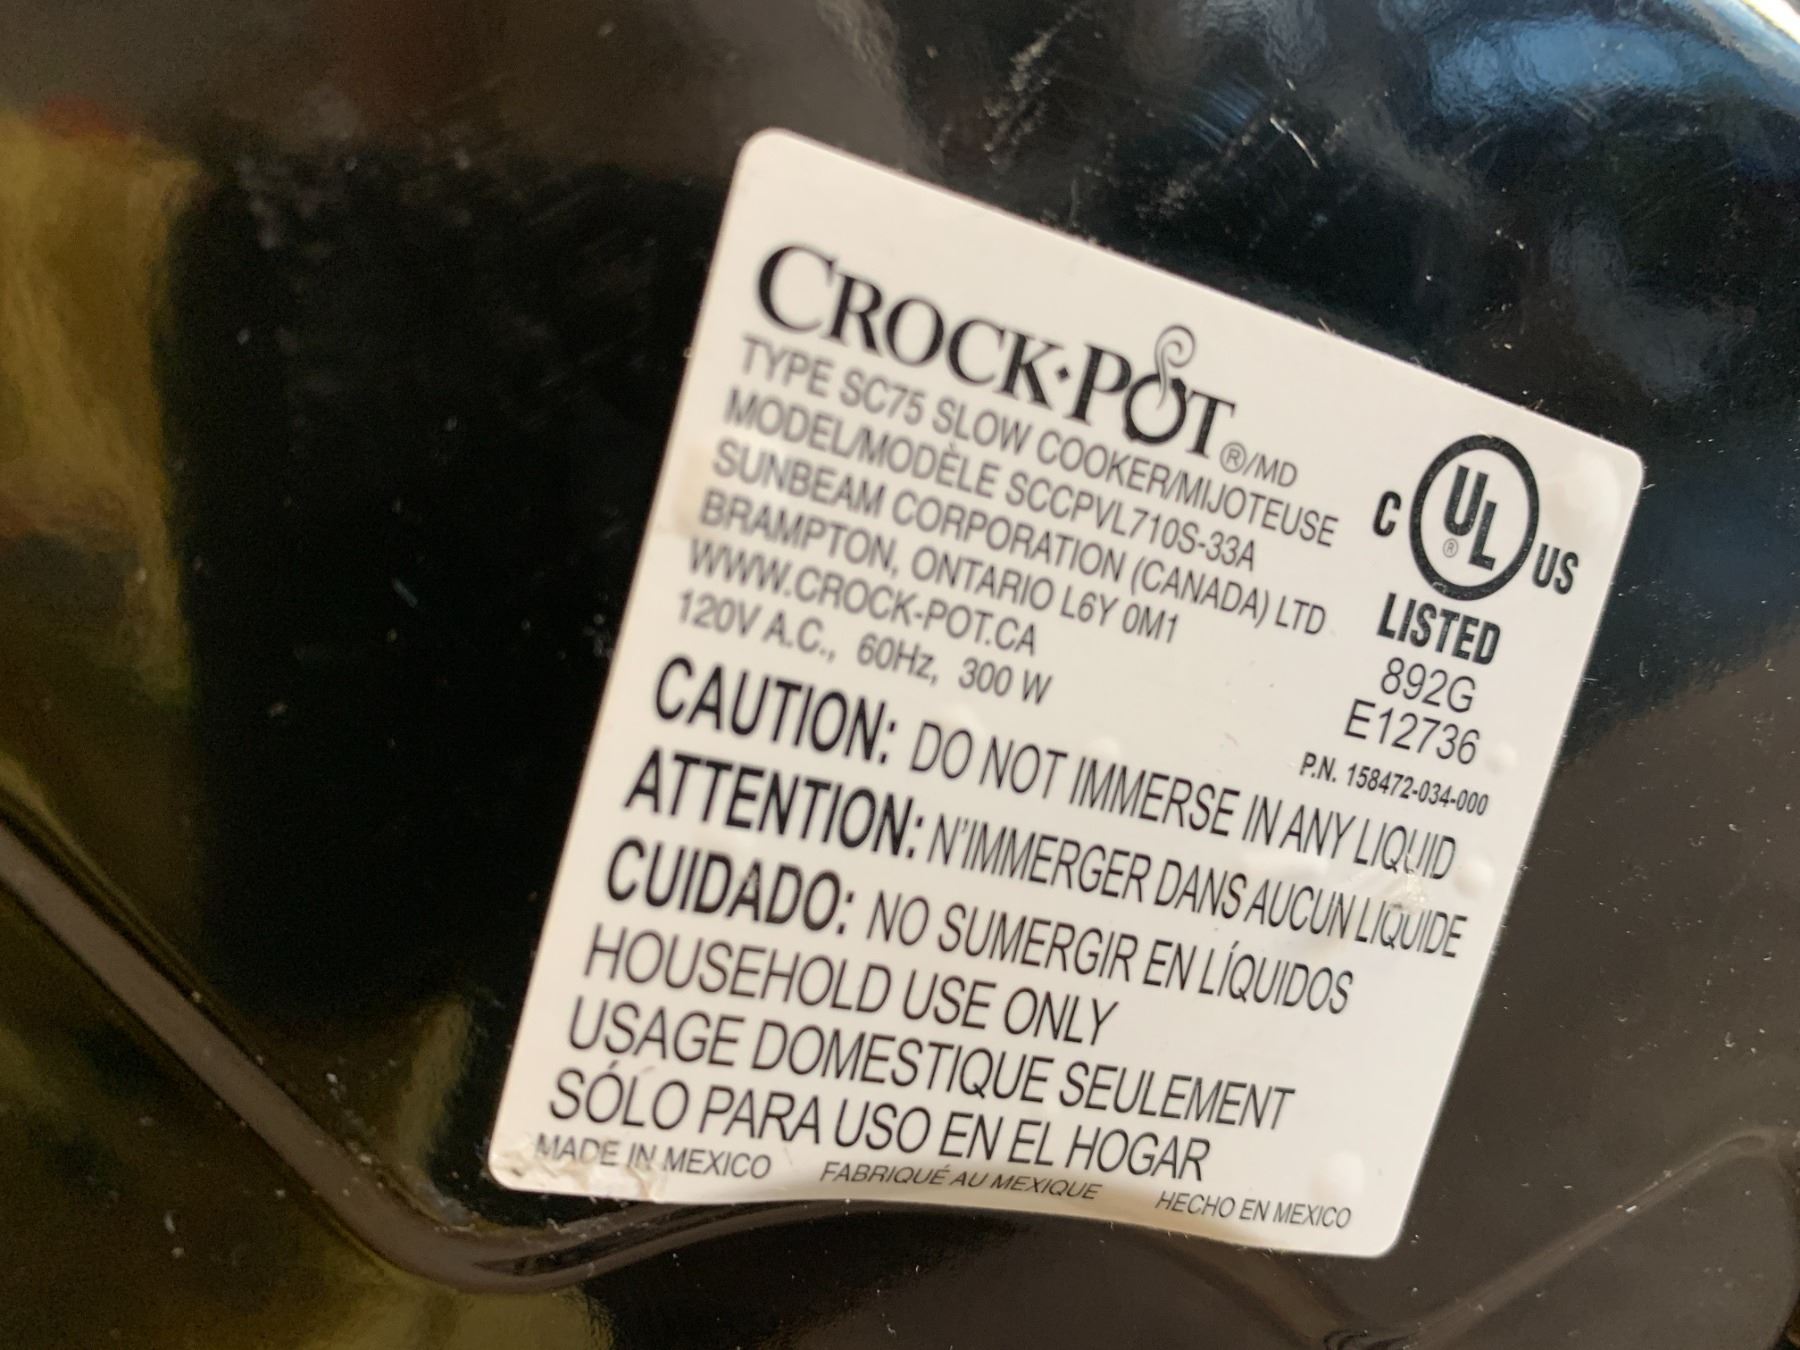 CROCK·POT®/MD
TYPE SC75 SLOW COOKER/MIJOTEUSE
MODEL/MODÈLE SCCPVL710S-33A
SUNBEAM CORPORATION (CANADA) LTD
BRAMPTON, ONTARIO L6Y 0M1
WWW.CROCK-POT.CA
120V A.C., 60Hz, 300 W
C UL® US
LISTED
892G
E12736
P.N. 158472-034-000
CAUTION: DO NOT IMMERSE IN ANY LIQUID
ATTENTION: N'IMMERGER DANS AUCUN LIQUIDE
CUIDADO: NO SUMERGIR EN LÍQUIDOS
HOUSEHOLD USE ONLY
USAGE DOMESTIQUE SEULEMENT
SÓLO PARA USO EN EL HOGAR
MADE IN MEXICO FABRIQUÉ AU MEXIQUE HECHO EN MEXICO